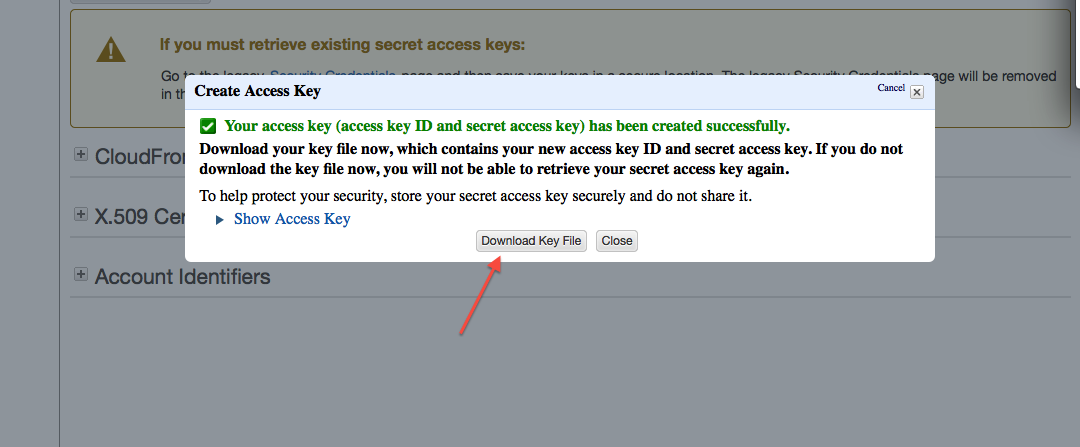 If you must retrieve existing secret access keys:
Go to the legacy Security Credentials page and then save your keys in a secure location. The legacy Security Credentials page will be removed
in th
Create Access Key
Cancel
Your access key (access key ID and secret access key) has been created successfully.
Download your key file now, which contains your new access key ID and secret access key. If you do not
download the key file now, you will not be able to retrieve your secret access key again.
To help protect your security, store your secret access key securely and do not share it.
Show Access Key
Download Key File Close
CloudFron
X.509 Cer
Account Identifiers